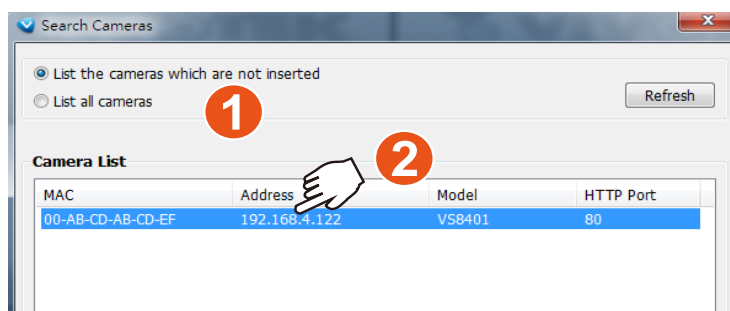 Search Cameras
List the cameras which are not inserted
List all cameras
Refresh
1
2
Camera List
MAC Address Model HTTP Port
00-AB-CD-AB-CD-EF 192.168.4.122 VS8401 80